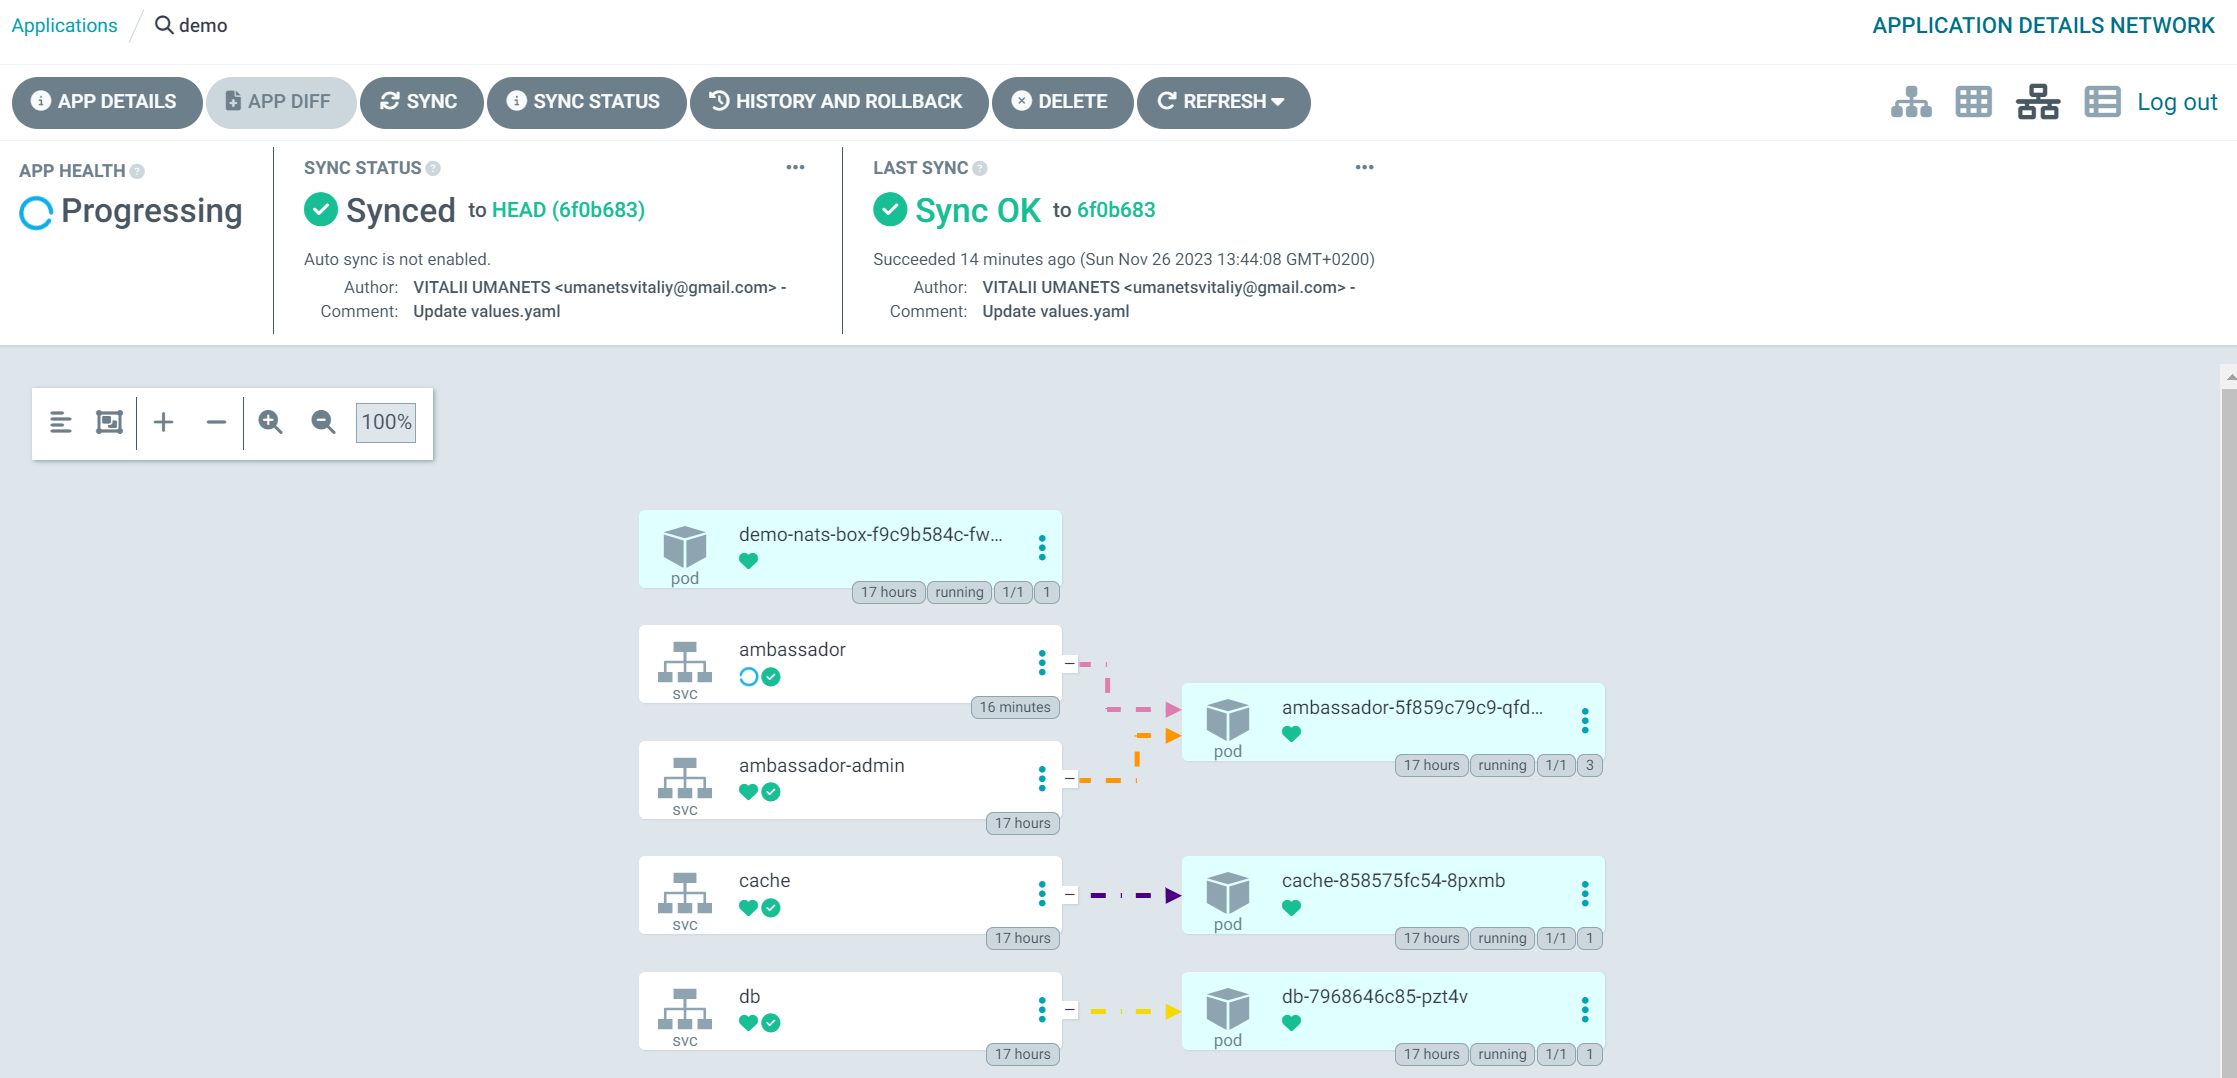 Applications / demo
APPLICATION DETAILS NETWORK
APP DETAILS
APP DIFF
SYNC
SYNC STATUS
HISTORY AND ROLLBACK
DELETE
REFRESH
Log out
APP HEALTH ?
Progressing
SYNC STATUS ?
Synced to HEAD (6f0b683)
Auto sync is not enabled.
Author: VITALII UMANETS <umanetsvitaliy@gmail.com> -
Comment: Update values.yaml
LAST SYNC ?
Sync OK to 6f0b683
Succeeded 14 minutes ago (Sun Nov 26 2023 13:44:08 GMT+0200)
Author: VITALII UMANETS <umanetsvitaliy@gmail.com> -
Comment: Update values.yaml
100%
demo-nats-box-f9c9b584c-fw...
pod
17 hours running 1/1 1
ambassador
svc
16 minutes
ambassador-5f859c79c9-qfd...
pod
17 hours running 1/1 3
ambassador-admin
svc
17 hours
cache
svc
17 hours
cache-858575fc54-8pxmb
pod
17 hours running 1/1 1
db
svc
17 hours
db-7968646c85-pzt4v
pod
17 hours running 1/1 1